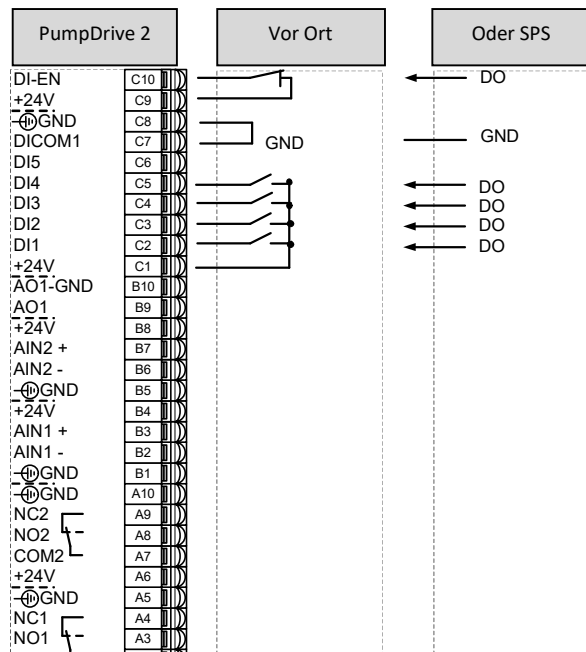 PumpDrive 2 Vor Ort Oder SPS
DI-EN C10 DO
+24V C9
GND C8
DICOM1 C7 GND GND
DI5 C6
DI4 C5 DO
DI3 C4 DO
DI2 C3 DO
DI1 C2 DO
+24V C1
AO1-GND B10
AO1 B9
+24V B8
AIN2 + B7
AIN2 - B6
GND B5
+24V B4
AIN1 + B3
AIN1 - B2
GND B1
GND A10
NC2 A9
NO2 A8
COM2 A7
+24V A6
GND A5
NC1 A4
NO1 A3